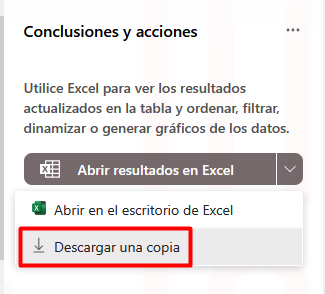 Conclusiones y acciones
Utilice Excel para ver los resultados
actualizados en la tabla y ordenar, filtrar,
dinamizar o generar gráficos de los datos.
Abrir resultados en Excel
Abrir en el escritorio de Excel
Descargar una copia